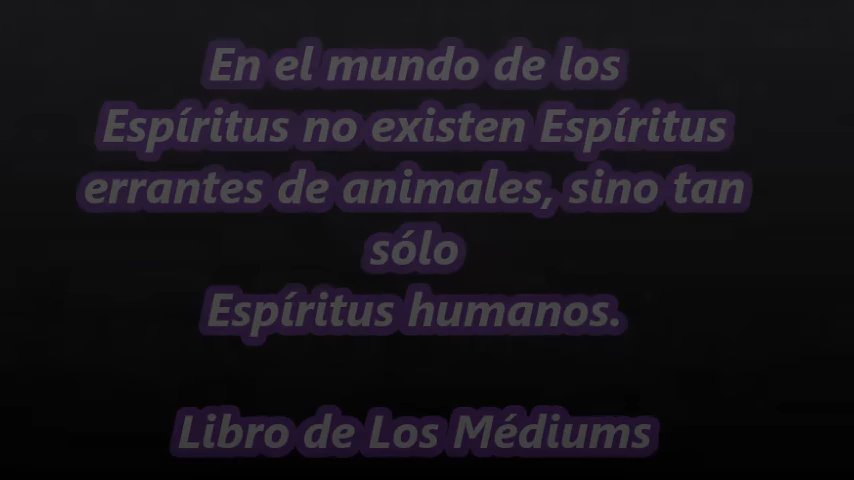 En el mundo de los
Espíritus no existen Espíritus
errantes de animales, sino tan
sólo
Espíritus humanos.
Libro de Los Médiums